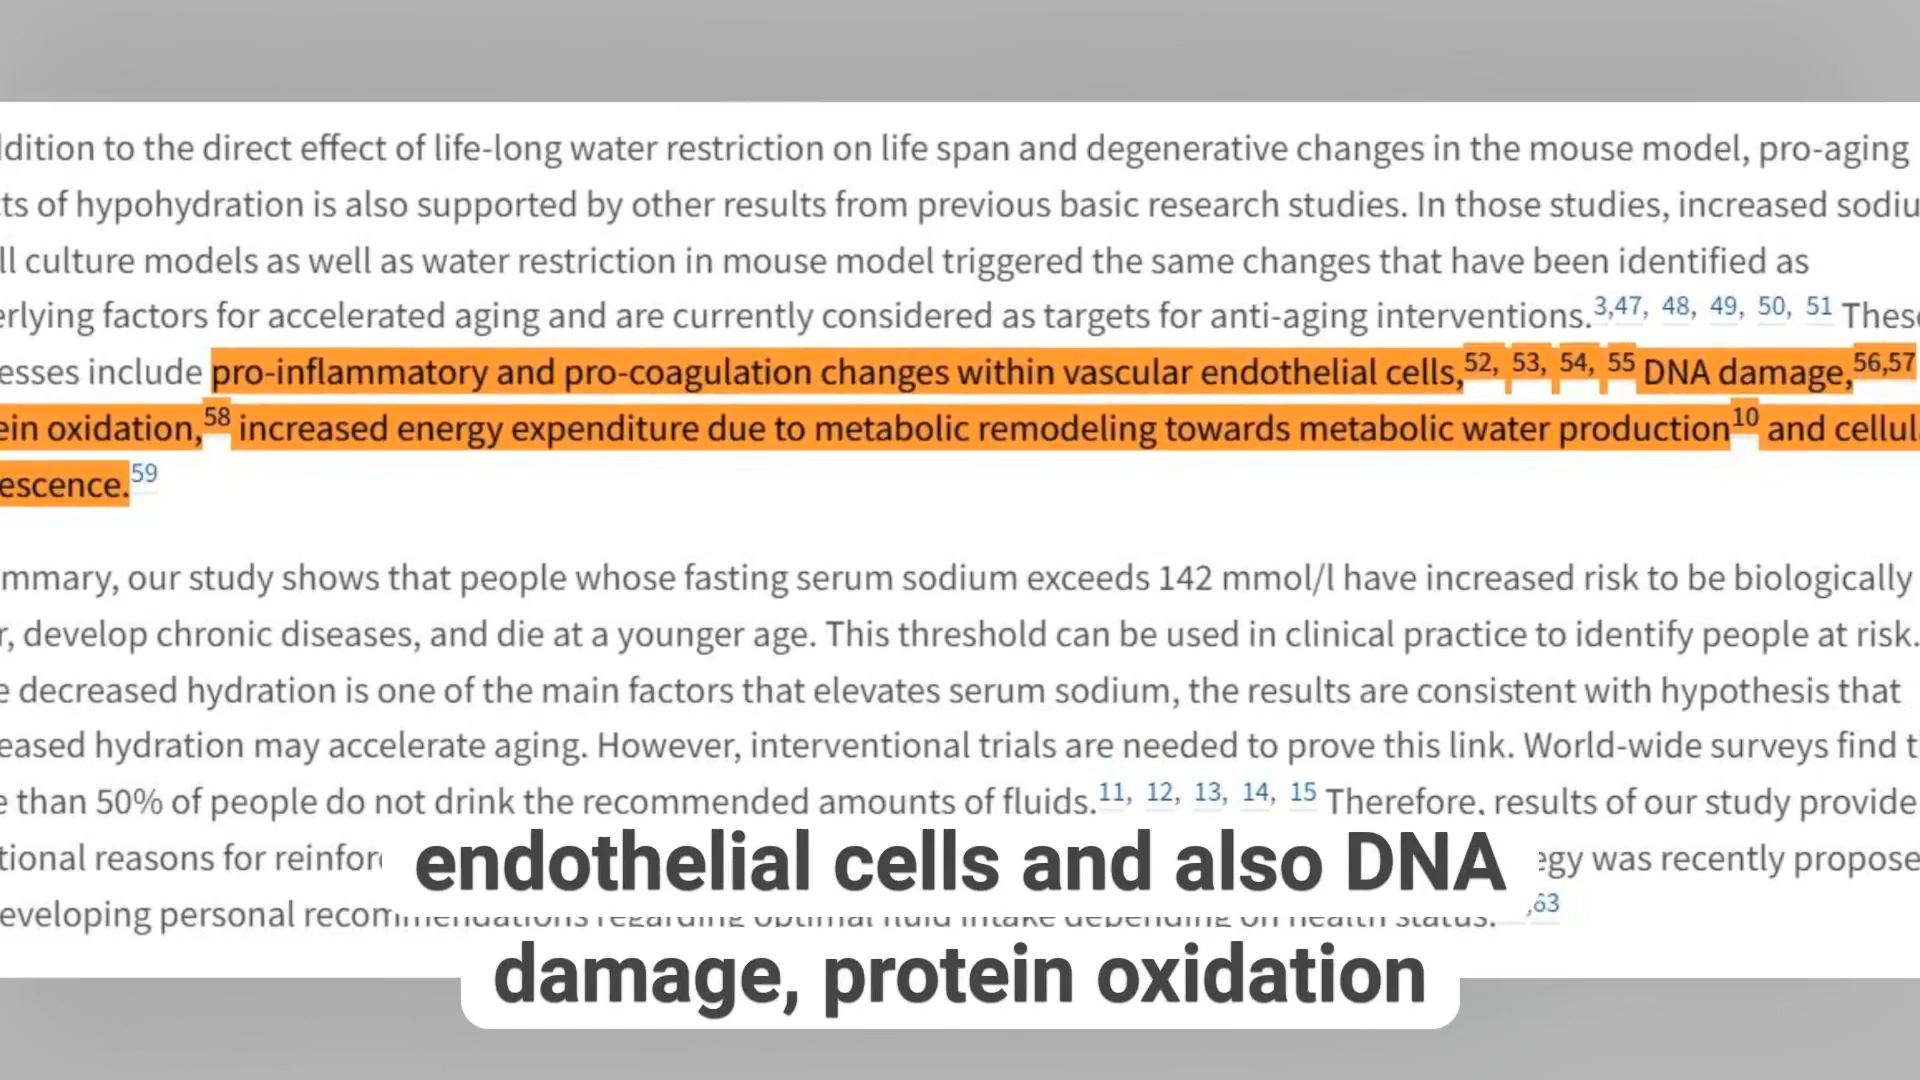 dition to the direct effect of life-long water restriction on life span and degenerative changes in the mouse model, pro-aging
ts of hypohydration is also supported by other results from previous basic research studies. In those studies, increased sodiu
ll culture models as well as water restriction in mouse model triggered the same changes that have been identified as
erlying factors for accelerated aging and are currently considered as targets for anti-aging interventions.3,47, 48, 49, 50, 51 These
esses include pro-inflammatory and pro-coagulation changes within vascular endothelial cells,52, 53, 54, 55 DNA damage,56,57
ein oxidation,58 increased energy expenditure due to metabolic remodeling towards metabolic water production10 and cellul
escence.59
mmary, our study shows that people whose fasting serum sodium exceeds 142 mmol/l have increased risk to be biologically
r, develop chronic diseases, and die at a younger age. This threshold can be used in clinical practice to identify people at risk.
e decreased hydration is one of the main factors that elevates serum sodium, the results are consistent with hypothesis that
eased hydration may accelerate aging. However, interventional trials are needed to prove this link. World-wide surveys find t
e than 50% of people do not drink the recommended amounts of fluids.11, 12, 13, 14, 15 Therefore, results of our study provide
tional reasons for reinfor egy was recently propose
eveloping personal recommendations regarding optimal fluid intake depending on health status. ,63
endothelial cells and also DNA
damage, protein oxidation